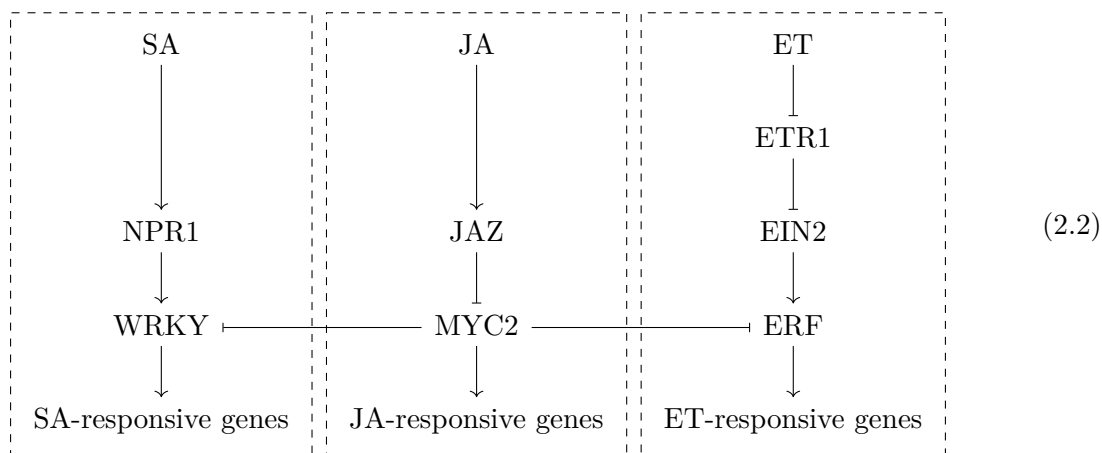 SA JA ET
ETR1
NPR1 JAZ EIN2 (2.2)
WRKY MYC2 ERF
SA-responsive genes JA-responsive genes ET-responsive genes